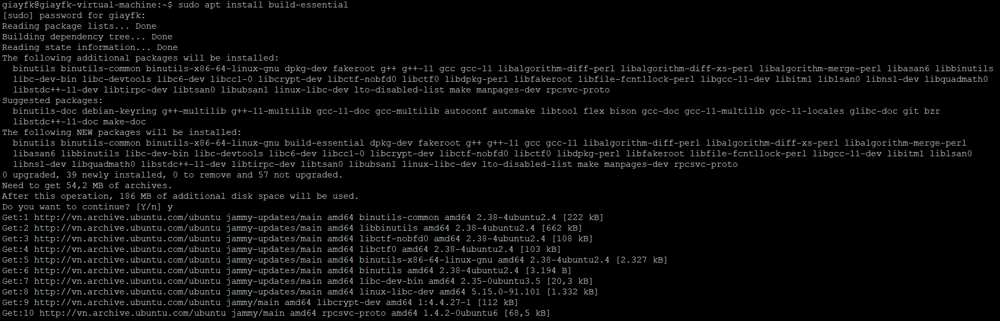 giayfk@giayfk-virtual-machine:~$ sudo apt install build-essential
[sudo] password for giayfk:
Reading package lists... Done
Building dependency tree... Done
Reading state information... Done
The following additional packages will be installed:
  binutils binutils-common binutils-x86-64-linux-gnu dpkg-dev fakeroot g++ g++-11 gcc gcc-11 libalgorithm-diff-perl libalgorithm-diff-xs-perl libalgorithm-merge-perl libasan6 libbinutils
  libc-dev-bin libc-devtools libc6-dev libcc1-0 libcrypt-dev libctf-nobfd0 libctf0 libdpkg-perl libfakeroot libfile-fcntllock-perl libgcc-11-dev libitm1 liblsan0 libnsl-dev libquadmath0
  libstdc++-11-dev libtirpc-dev libtsan0 libubsan1 linux-libc-dev lto-disabled-list make manpages-dev rpcsvc-proto
Suggested packages:
  binutils-doc debian-keyring g++-multilib g++-11-multilib gcc-11-doc gcc-multilib autoconf automake libtool flex bison gcc-doc gcc-11-multilib gcc-11-locales glibc-doc git bzr
  libstdc++-11-doc make-doc
The following NEW packages will be installed:
  binutils binutils-common binutils-x86-64-linux-gnu build-essential dpkg-dev fakeroot g++ g++-11 gcc gcc-11 libalgorithm-diff-perl libalgorithm-diff-xs-perl libalgorithm-merge-perl
  libasan6 libbinutils libc-dev-bin libc-devtools libc6-dev libcc1-0 libcrypt-dev libctf-nobfd0 libctf0 libdpkg-perl libfakeroot libfile-fcntllock-perl libgcc-11-dev libitm1 liblsan0
  libnsl-dev libquadmath0 libstdc++-11-dev libtirpc-dev libtsan0 libubsan1 linux-libc-dev lto-disabled-list make manpages-dev rpcsvc-proto
0 upgraded, 39 newly installed, 0 to remove and 57 not upgraded.
Need to get 54,2 MB of archives.
After this operation, 186 MB of additional disk space will be used.
Do you want to continue? [Y/n] y
Get:1 http://vn.archive.ubuntu.com/ubuntu jammy-updates/main amd64 binutils-common amd64 2.38-4ubuntu2.4 [222 kB]
Get:2 http://vn.archive.ubuntu.com/ubuntu jammy-updates/main amd64 libbinutils amd64 2.38-4ubuntu2.4 [662 kB]
Get:3 http://vn.archive.ubuntu.com/ubuntu jammy-updates/main amd64 libctf-nobfd0 amd64 2.38-4ubuntu2.4 [108 kB]
Get:4 http://vn.archive.ubuntu.com/ubuntu jammy-updates/main amd64 libctf0 amd64 2.38-4ubuntu2.4 [103 kB]
Get:5 http://vn.archive.ubuntu.com/ubuntu jammy-updates/main amd64 binutils-x86-64-linux-gnu amd64 2.38-4ubuntu2.4 [2.327 kB]
Get:6 http://vn.archive.ubuntu.com/ubuntu jammy-updates/main amd64 binutils amd64 2.38-4ubuntu2.4 [3.194 B]
Get:7 http://vn.archive.ubuntu.com/ubuntu jammy-updates/main amd64 libc-dev-bin amd64 2.35-0ubuntu3.5 [20,3 kB]
Get:8 http://vn.archive.ubuntu.com/ubuntu jammy-updates/main amd64 linux-libc-dev amd64 5.15.0-91.101 [1.332 kB]
Get:9 http://vn.archive.ubuntu.com/ubuntu jammy/main amd64 libcrypt-dev amd64 1:4.4.27-1 [112 kB]
Get:10 http://vn.archive.ubuntu.com/ubuntu jammy/main amd64 rpcsvc-proto amd64 1.4.2-0ubuntu6 [68,5 kB]